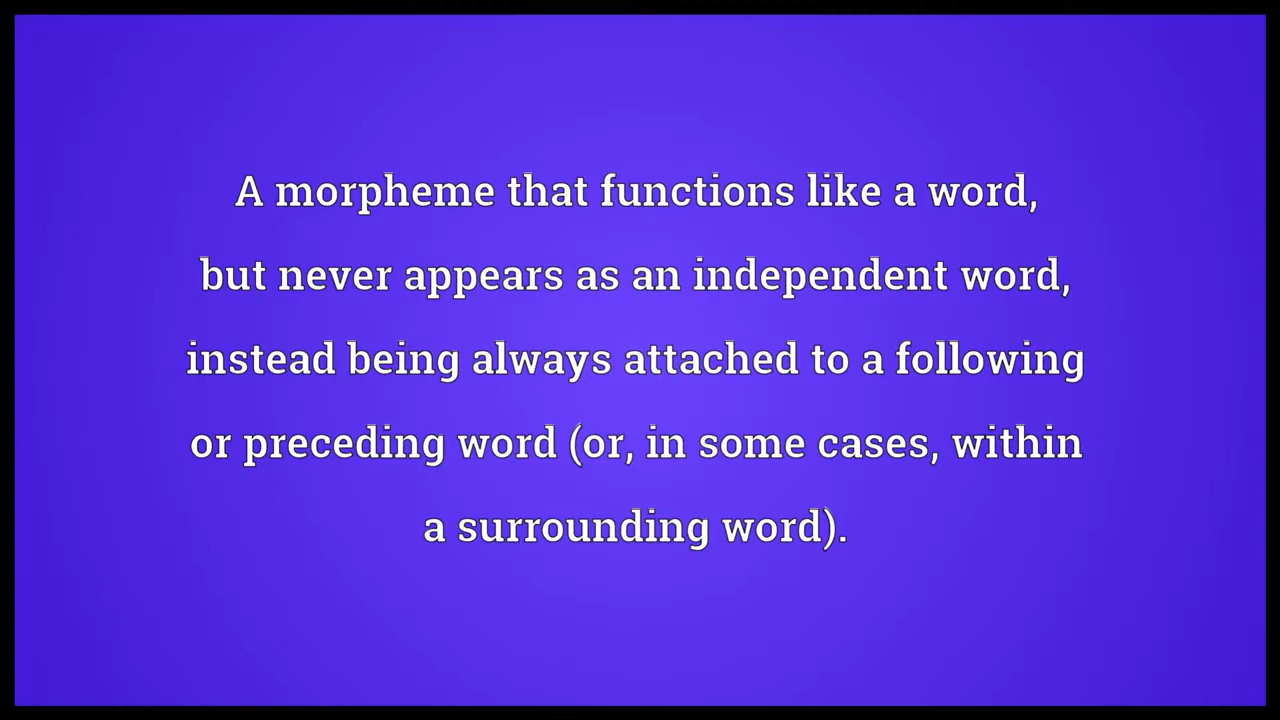 A morpheme that functions like a word,
but never appears as an independent word,
instead being always attached to a following
or preceding word (or, in some cases, within
a surrounding word).